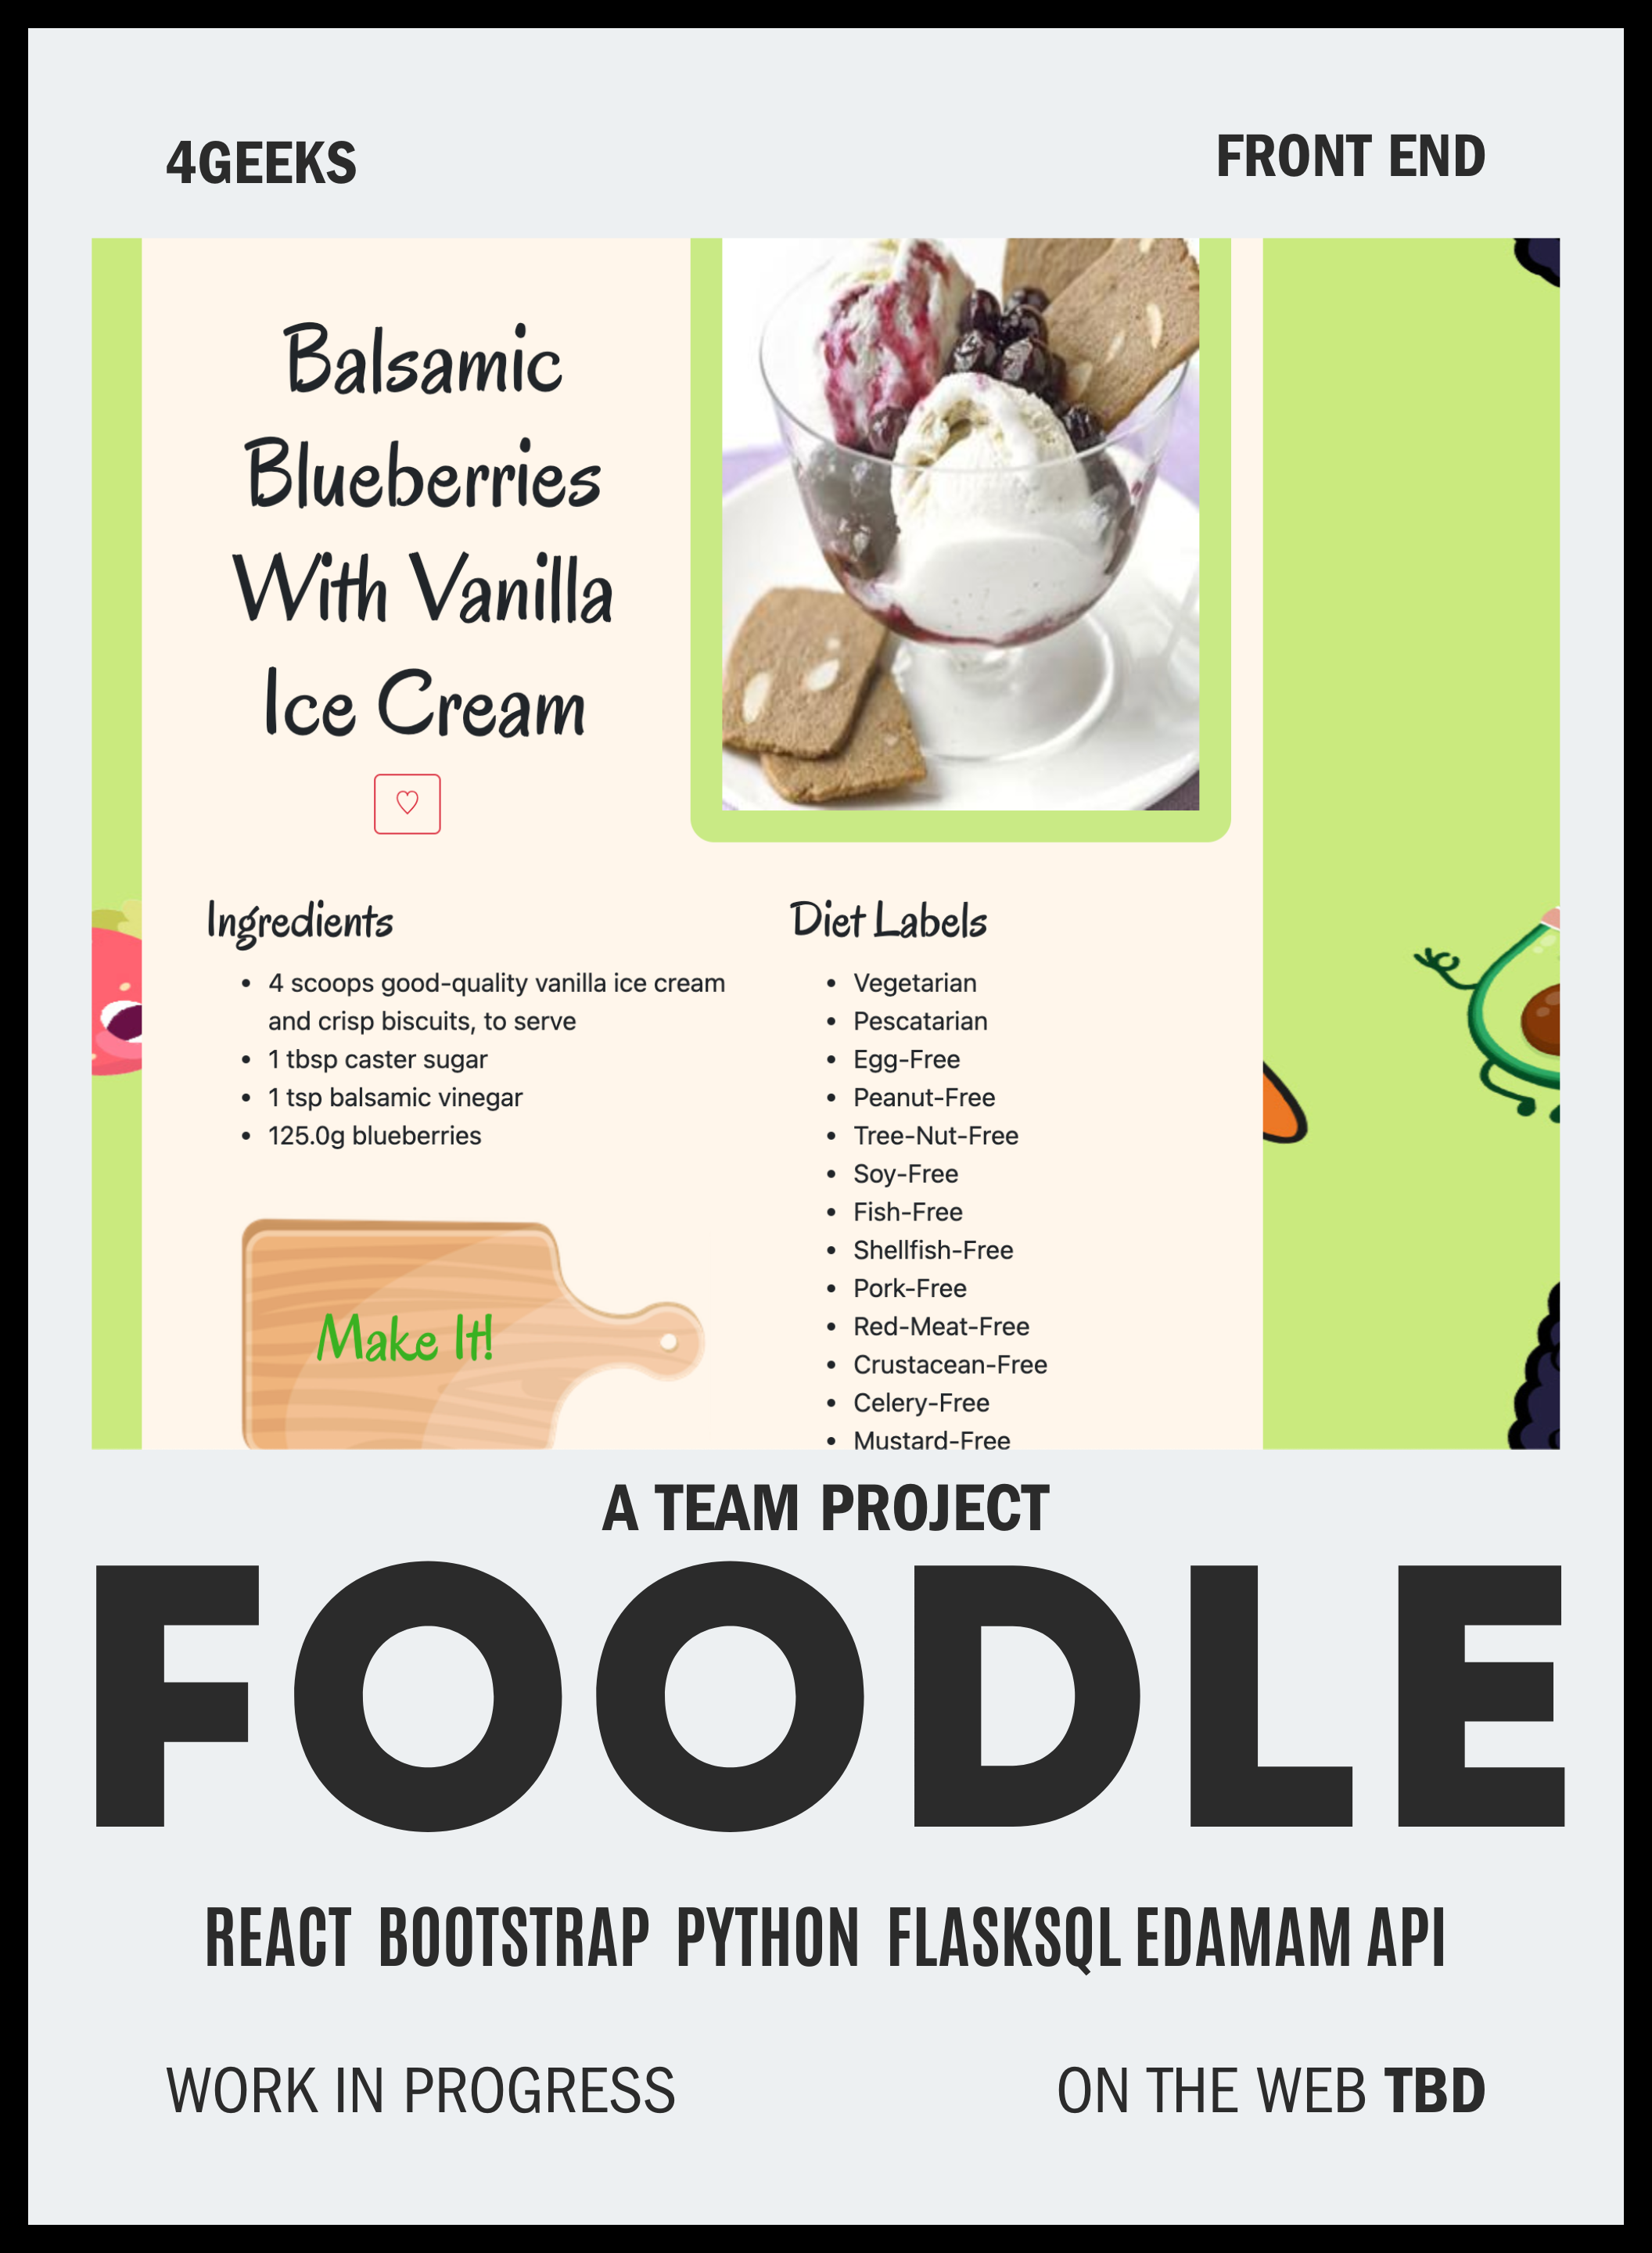 4GEEKS
FRONT END
Balsamic
Blueberries
With Vanilla
Ice Cream
Ingredients
4 scoops good-quality vanilla ice cream
and crisp biscuits, to serve
1 tbsp caster sugar
1 tsp balsamic vinegar
125.0g blueberries
Make It!
Diet Labels
Vegetarian
Pescatarian
Egg-Free
Peanut-Free
Tree-Nut-Free
Soy-Free
Fish-Free
Shellfish-Free
Pork-Free
Red-Meat-Free
Crustacean-Free
Celery-Free
Mustard-Free
A TEAM PROJECT
FOODLE
REACT BOOTSTRAP PYTHON FLASKSQL EDAMAM API
WORK IN PROGRESS
ON THE WEB TBD